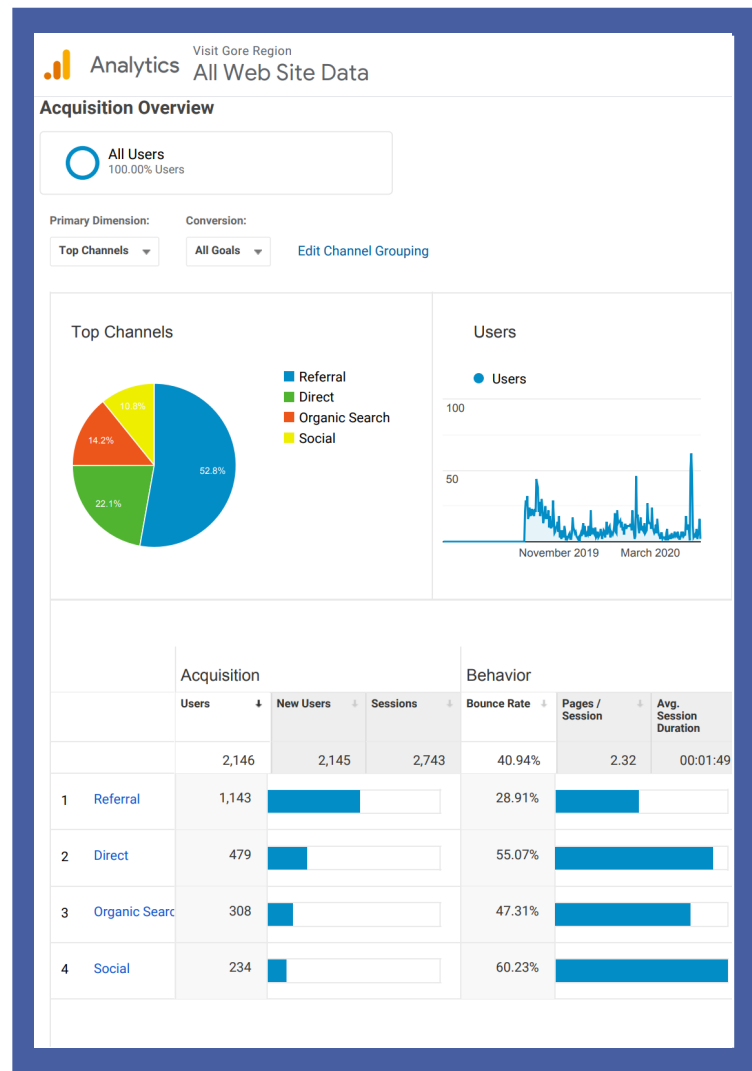 Analytics
Visit Gore Region
All Web Site Data
Acquisition Overview
All Users
100.00% Users
Primary Dimension:
Conversion:
Top Channels
All Goals
Edit Channel Grouping
Top Channels
Referral
Direct
Organic Search
Social
10.8%
14.2%
22.1%
52.8%
Users
Users
100
50
November 2019
March 2020
Acquisition
Behavior
Users
New Users
Sessions
Bounce Rate
Pages /
Session
Avg.
Session
Duration
2,146
2,145
2,743
40.94%
2.32
00:01:49
1 Referral 1,143 28.91%
2 Direct 479 55.07%
3 Organic Searc 308 47.31%
4 Social 234 60.23%